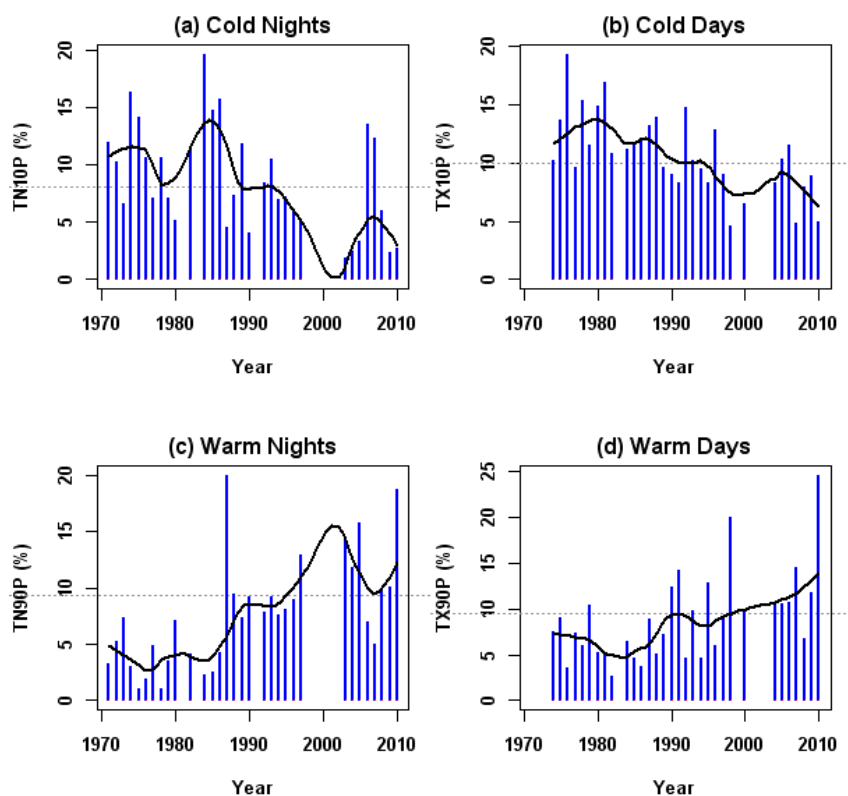 (a) Cold Nights
TN10P (%)
20
15
10
5
0
1970 1980 1990 2000 2010
Year
(b) Cold Days
TX10P (%)
20
15
10
5
0
1970 1980 1990 2000 2010
Year
(c) Warm Nights
TN90P (%)
20
15
10
5
0
1970 1980 1990 2000 2010
Year
(d) Warm Days
TX90P (%)
25
20
15
10
5
0
1970 1980 1990 2000 2010
Year